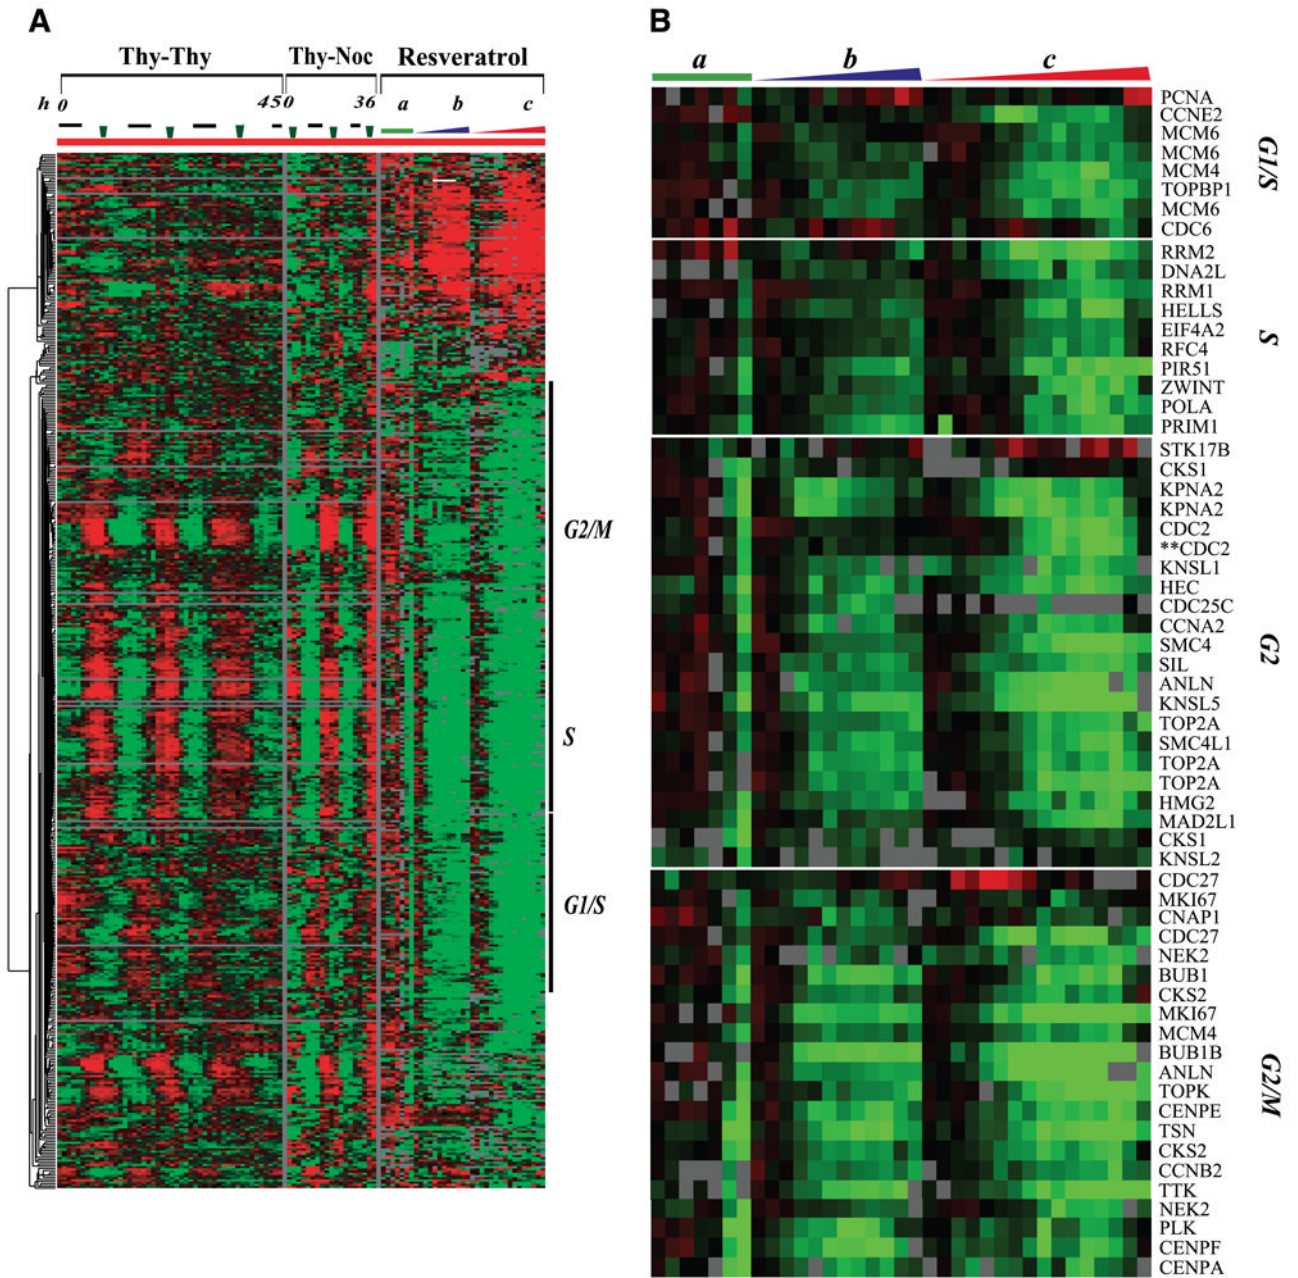 A
Thy-Thy Thy-Noc Resveratrol
h 0 450 36 a b c
G2/M
S
G1/S
B
a b c
PCNA
CCNE2
MCM6
MCM6
MCM4
TOPBP1
MCM6
CDC6
G1/S
RRM2
DNA2L
RRM1
HELLS
EIF4A2
RFC4
PIR51
ZWINT
POLA
PRIM1
S
STK17B
CKS1
KPNA2
KPNA2
CDC2
**CDC2
KNSL1
HEC
CDC25C
CCNA2
SMC4
SIL
ANLN
KNSL5
TOP2A
SMC4L1
TOP2A
TOP2A
HMG2
MAD2L1
CKS1
KNSL2
G2
CDC27
MKI67
CNAP1
CDC27
NEK2
BUB1
CKS2
MKI67
MCM4
BUB1B
ANLN
TOPK
CENPE
TSN
CKS2
CCNB2
TTK
NEK2
PLK
CENPF
CENPA
G2/M